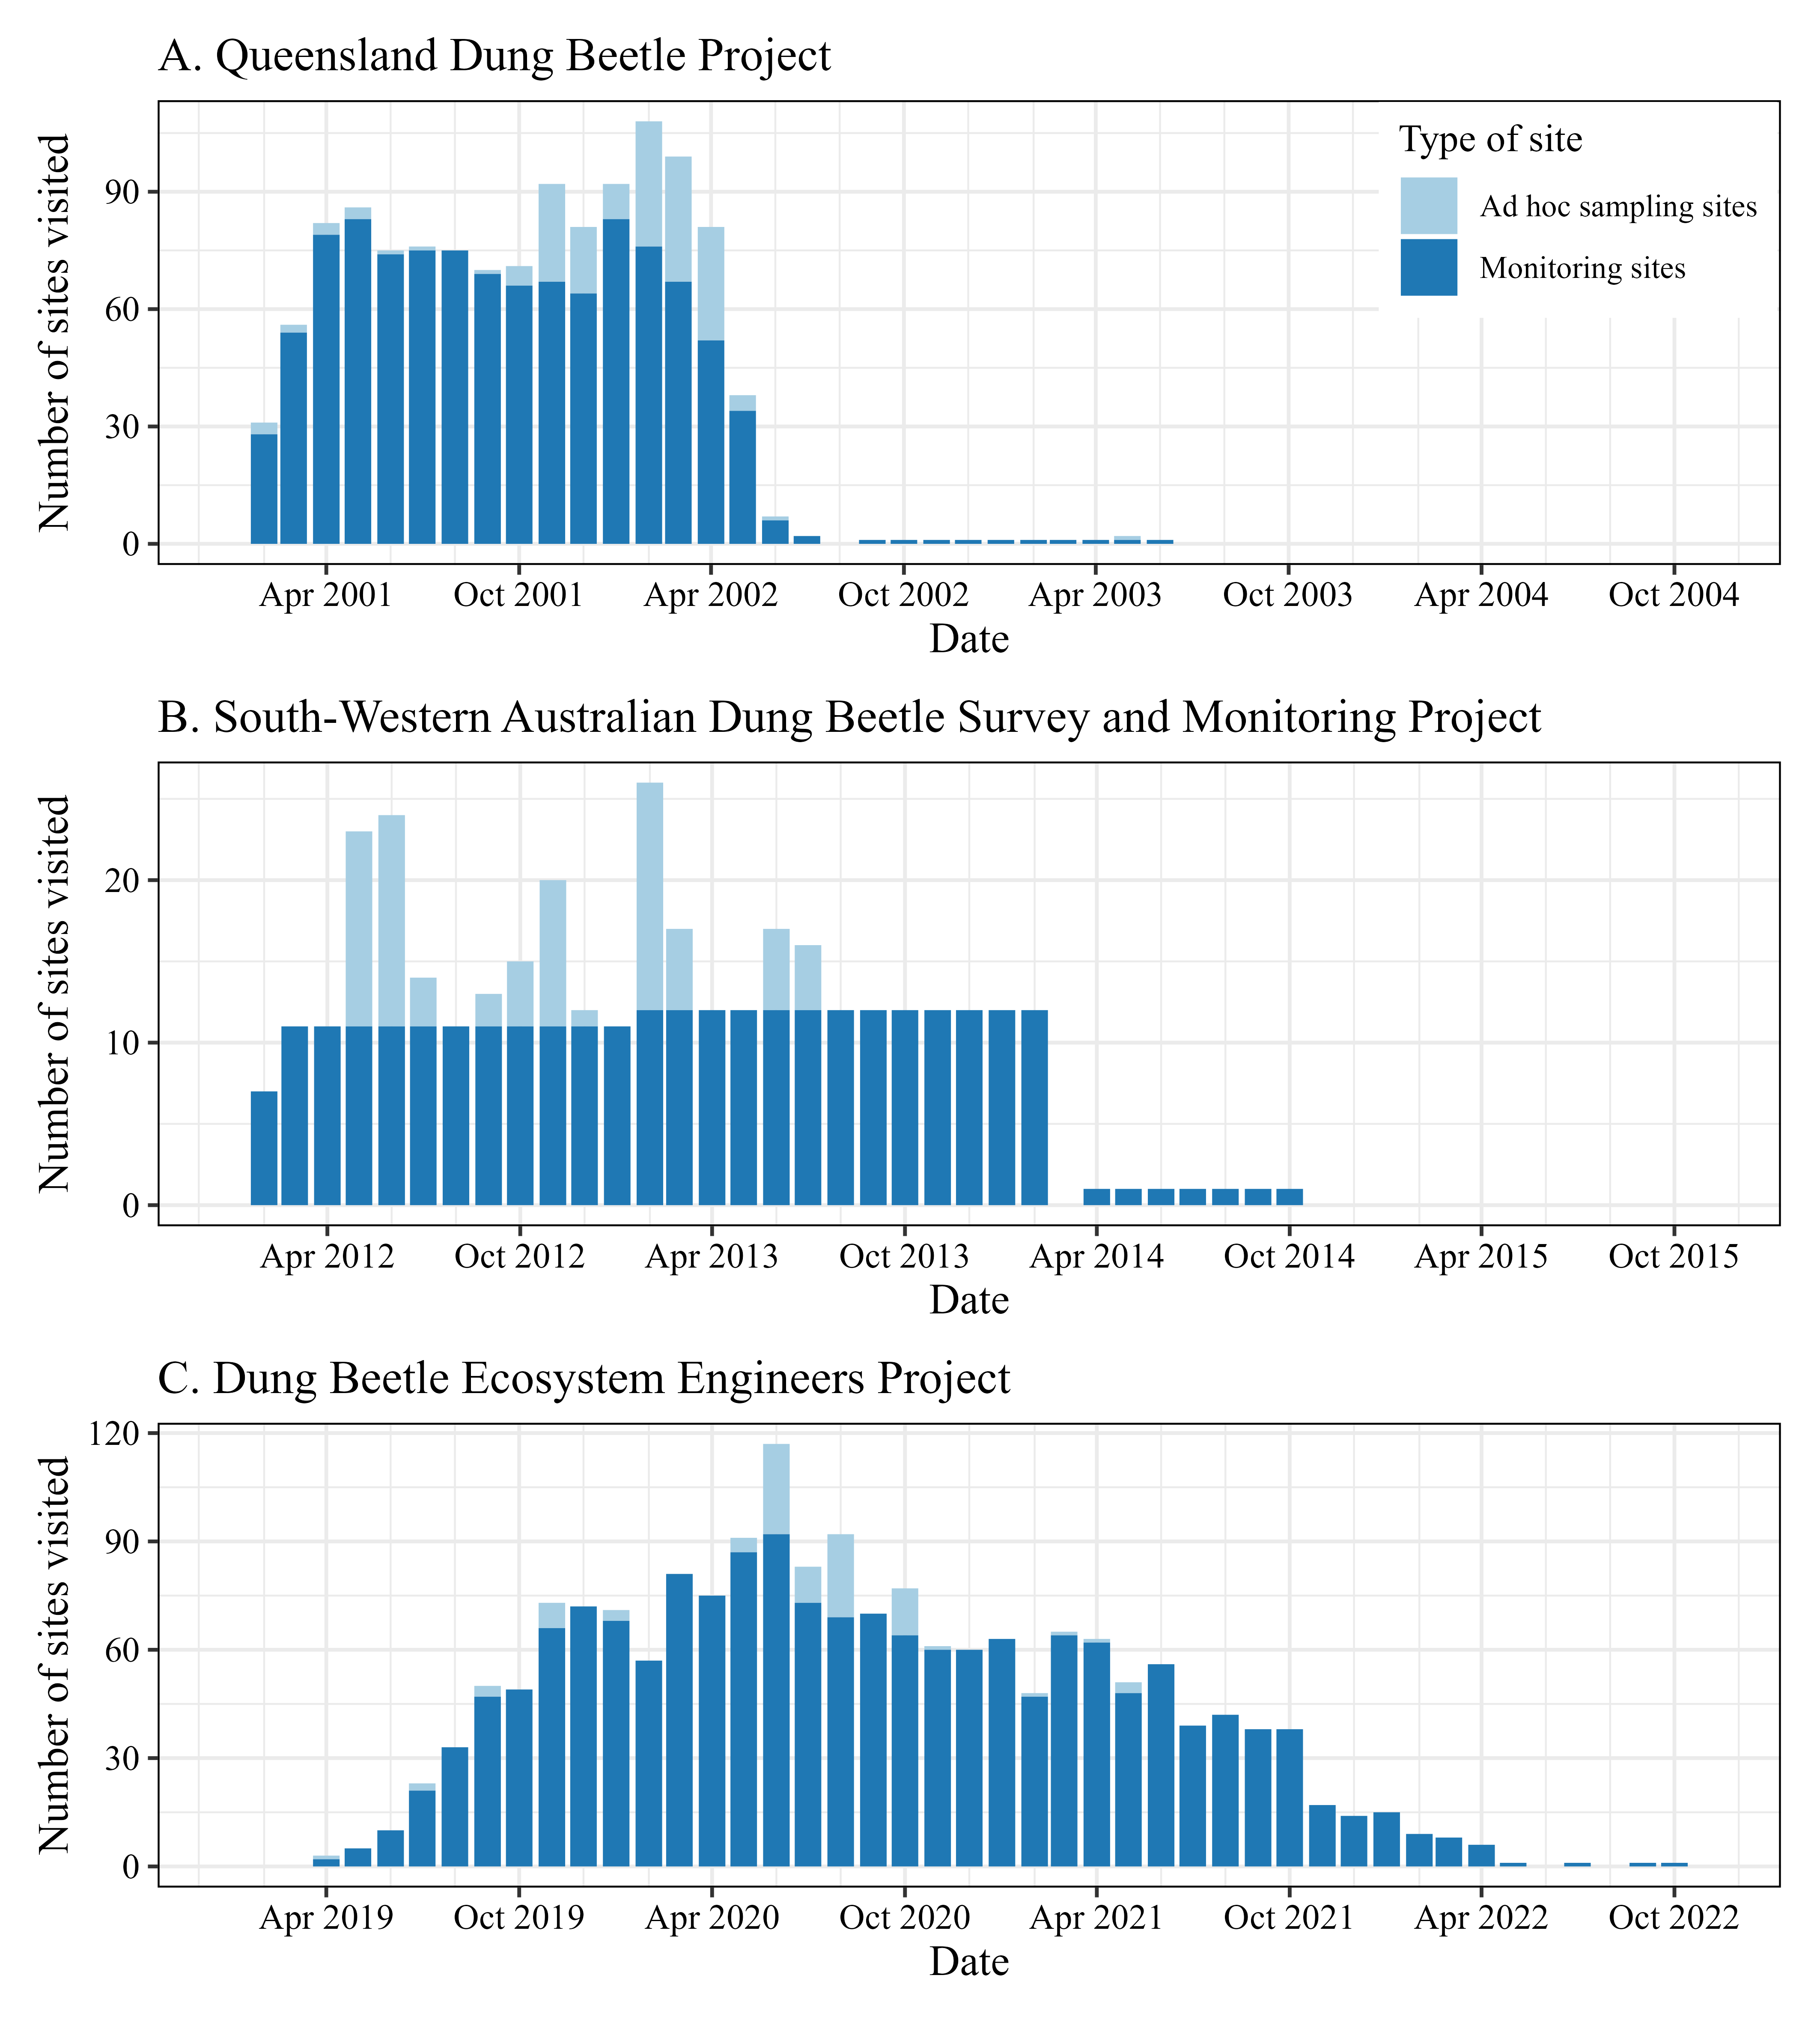 A. Queensland Dung Beetle Project
Number of sites visited
90
60
30
0
Type of site
Ad hoc sampling sites
Monitoring sites
Apr 2001 Oct 2001 Apr 2002 Oct 2002 Apr 2003 Oct 2003 Apr 2004 Oct 2004
Date
B. South-Western Australian Dung Beetle Survey and Monitoring Project
Number of sites visited
20
10
0
Apr 2012 Oct 2012 Apr 2013 Oct 2013 Apr 2014 Oct 2014 Apr 2015 Oct 2015
Date
C. Dung Beetle Ecosystem Engineers Project
Number of sites visited
120
90
60
30
0
Apr 2019 Oct 2019 Apr 2020 Oct 2020 Apr 2021 Oct 2021 Apr 2022 Oct 2022
Date